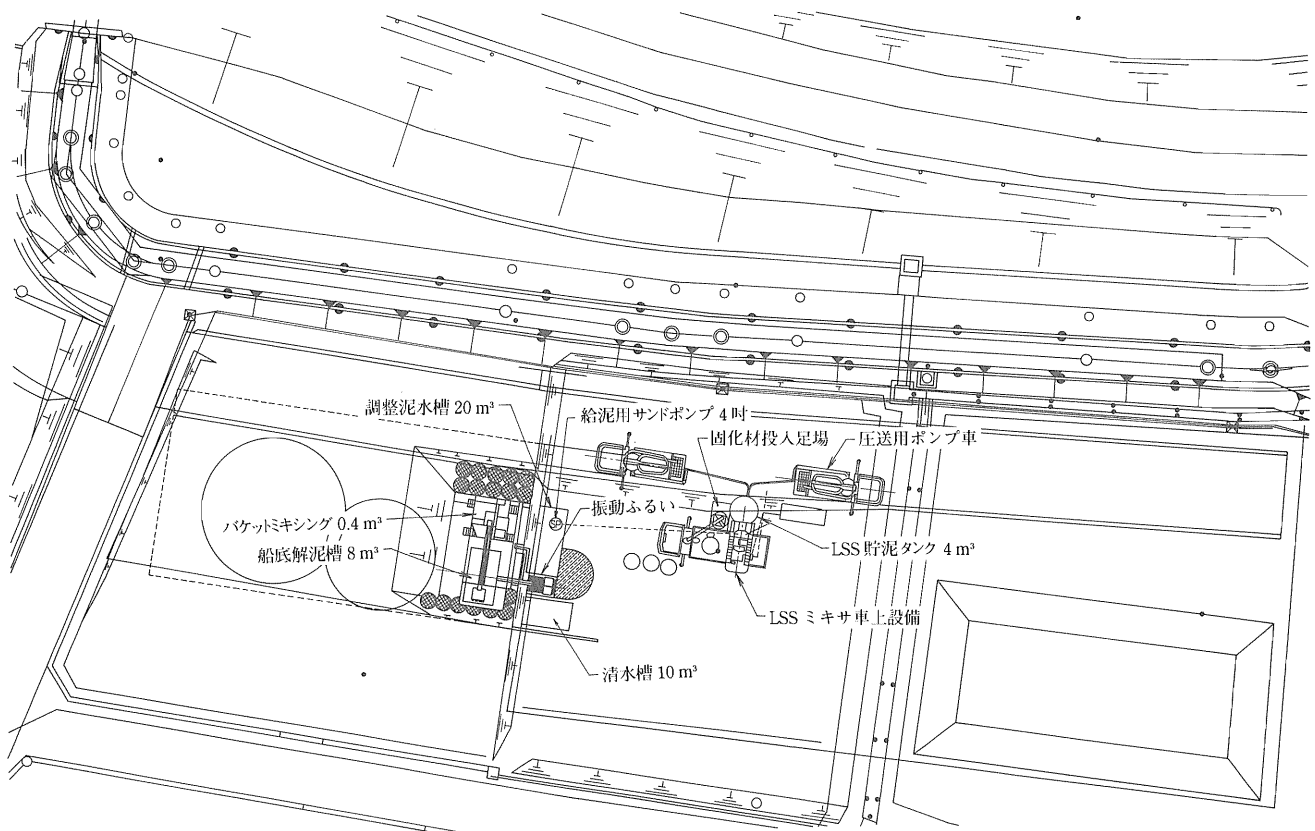 調整泥水槽 20 m³
給泥用サンドポンプ 4 吋
固化材投入足場
圧送用ポンプ車
振動ふるい
バケットミキシング 0.4 m³
船底解泥槽 8 m³
LSS 貯泥タンク 4 m³
LSS ミキサ車上設備
清水槽 10 m³